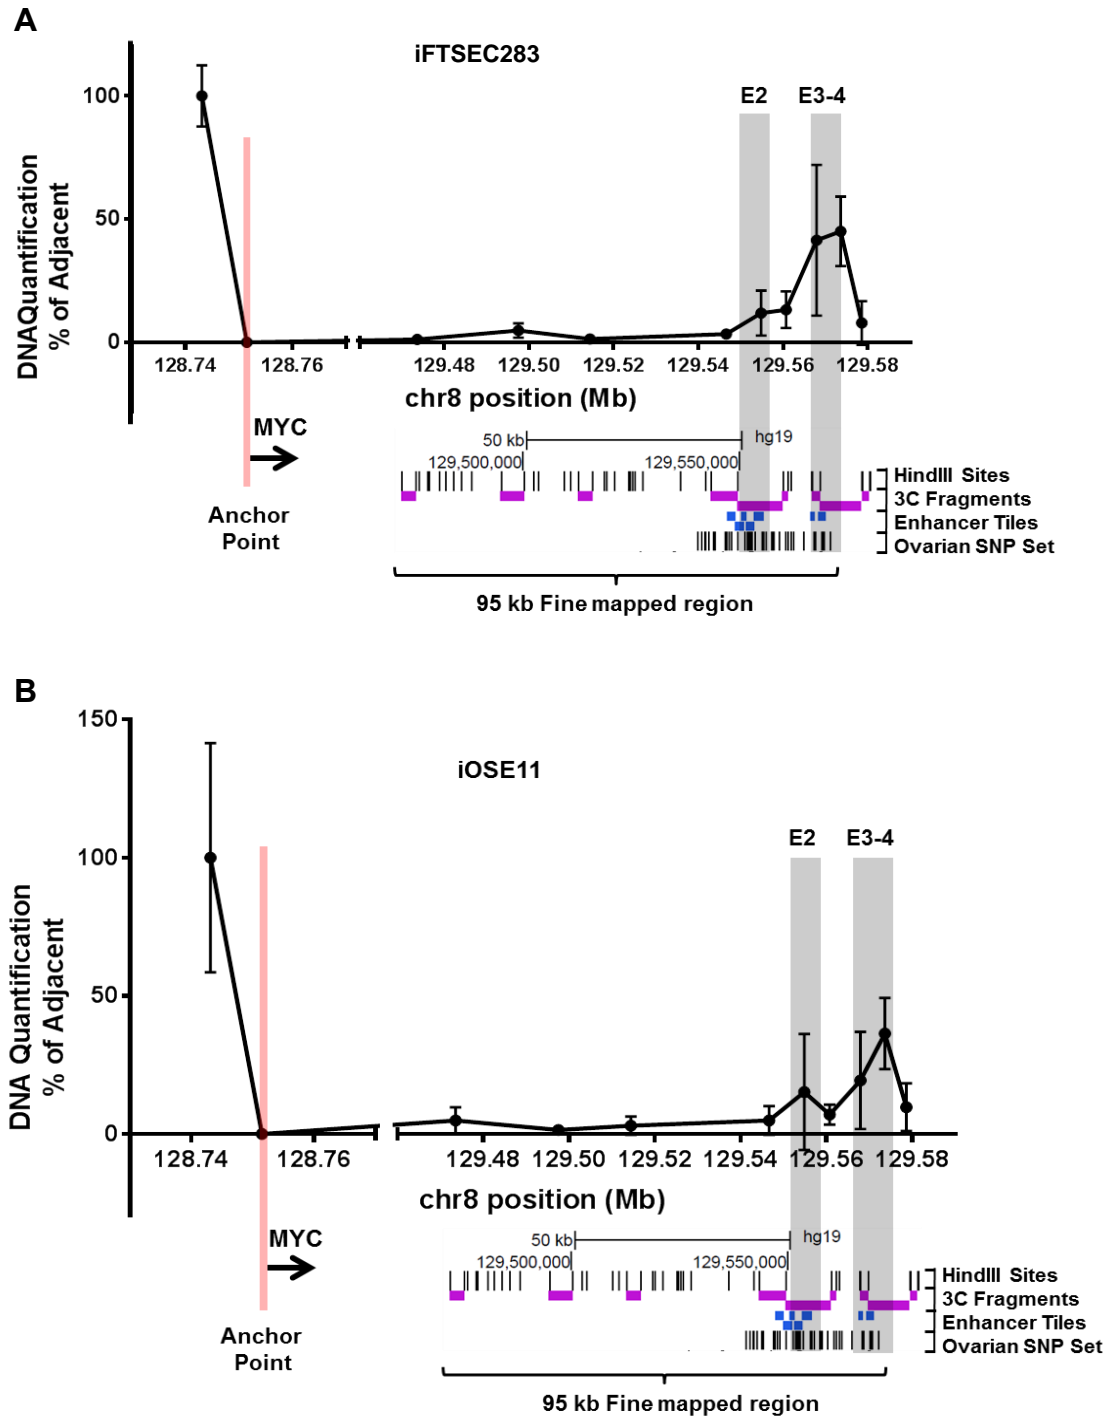 A
iFTSEC283
E2 E3-4
DNAQuantification
% of Adjacent
100
50
0
128.74 128.76 129.48 129.50 129.52 129.54 129.56 129.58
chr8 position (Mb)
MYC
Anchor
Point
50 kb hg19
129,500,000 129,550,000
HindIII Sites
3C Fragments
Enhancer Tiles
Ovarian SNP Set
95 kb Fine mapped region
B
iOSE11
E2 E3-4
DNA Quantification
% of Adjacent
150
100
50
0
128.74 128.76 129.48 129.50 129.52 129.54 129.56 129.58
chr8 position (Mb)
MYC
Anchor
Point
50 kb hg19
129,500,000 129,550,000
HindIII Sites
3C Fragments
Enhancer Tiles
Ovarian SNP Set
95 kb Fine mapped region